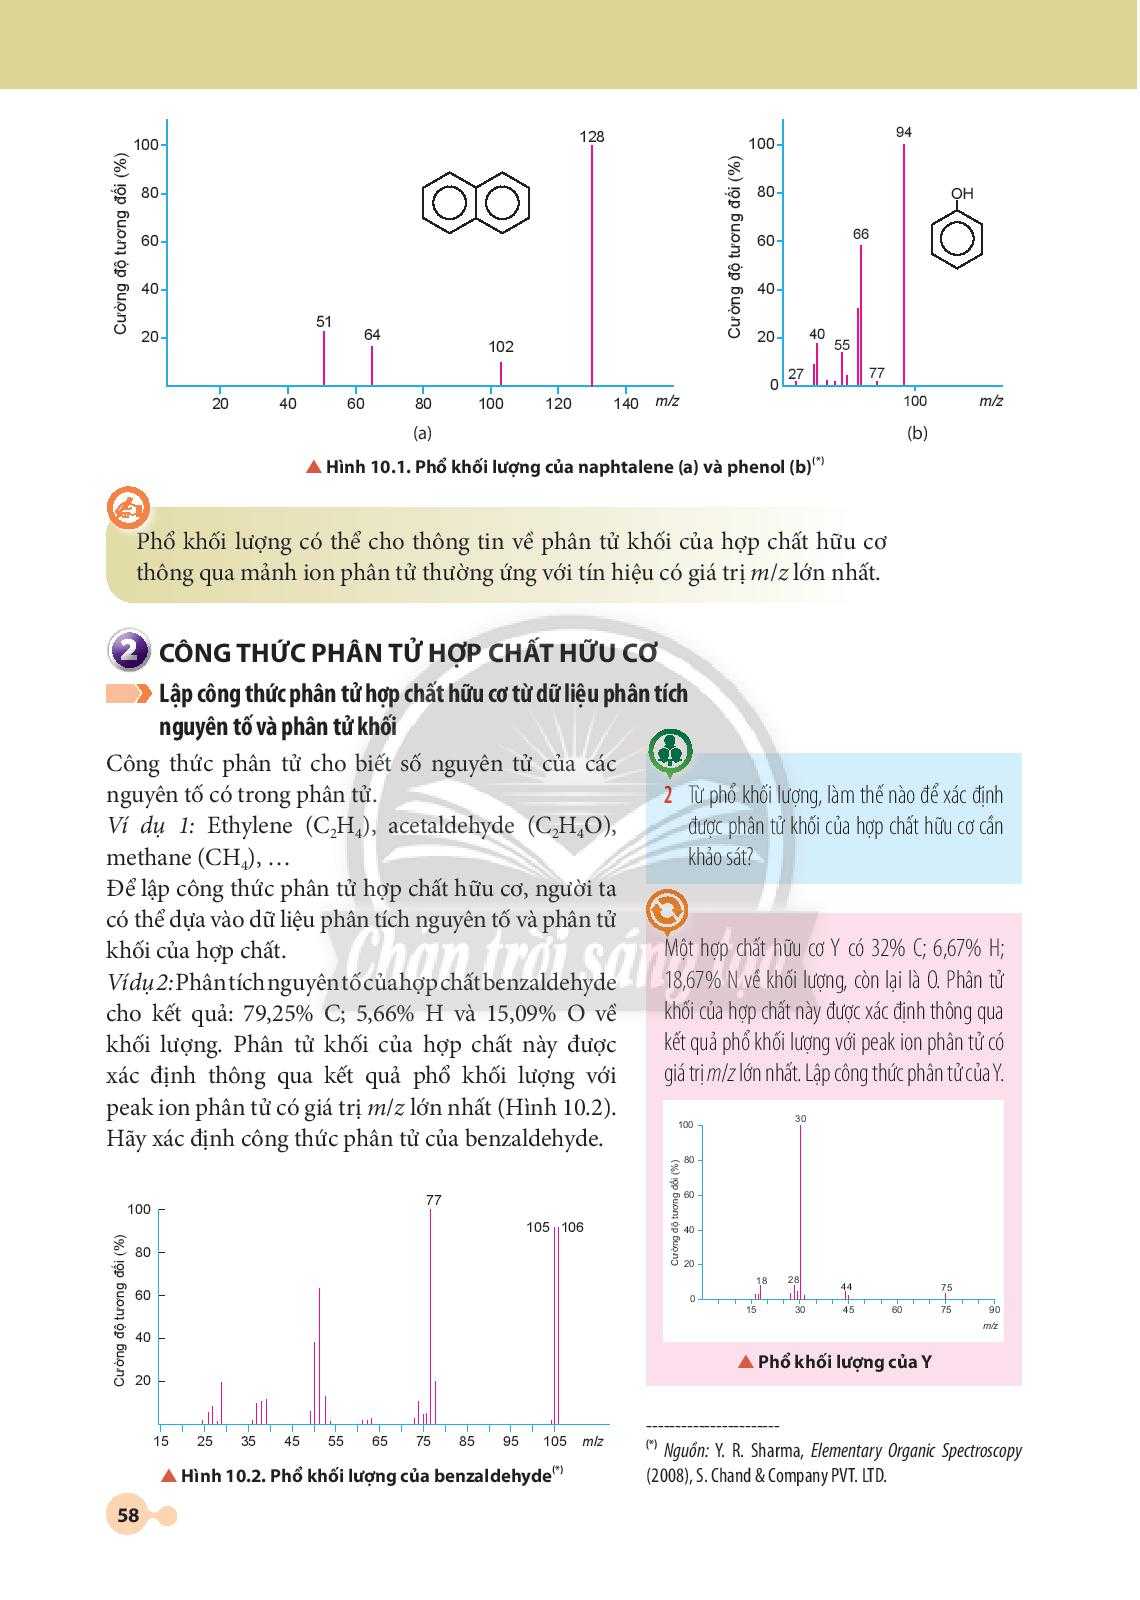 Cường độ tương đối (%)
100
80
60
40
20
51
64
102
128
20 40 60 80 100 120 140 m/z
(a)
Cường độ tương đối (%)
100
80
60
40
20
0
27
40
55
66
77
94
OH
100 m/z
(b)
▲ Hình 10.1. Phổ khối lượng của naphtalene (a) và phenol (b)(*)
Phổ khối lượng có thể cho thông tin về phân tử khối của hợp chất hữu cơ
thông qua mảnh ion phân tử thường ứng với tín hiệu có giá trị m/z lớn nhất.
2 CÔNG THỨC PHÂN TỬ HỢP CHẤT HỮU CƠ
Lập công thức phân tử hợp chất hữu cơ từ dữ liệu phân tích
nguyên tố và phân tử khối
Công thức phân tử cho biết số nguyên tử của các
nguyên tố có trong phân tử.
Ví dụ 1: Ethylene (C₂H₄), acetaldehyde (C₂H₄O),
methane (CH₄), …
Để lập công thức phân tử hợp chất hữu cơ, người ta
có thể dựa vào dữ liệu phân tích nguyên tố và phân tử
khối của hợp chất.
Ví dụ 2: Phân tích nguyên tố của hợp chất benzaldehyde
cho kết quả: 79,25% C; 5,66% H và 15,09% O về
khối lượng. Phân tử khối của hợp chất này được
xác định thông qua kết quả phổ khối lượng với
peak ion phân tử có giá trị m/z lớn nhất (Hình 10.2).
Hãy xác định công thức phân tử của benzaldehyde.
Cường độ tương đối (%)
100
80
60
40
20
77
105 106
15 25 35 45 55 65 75 85 95 105 m/z
▲ Hình 10.2. Phổ khối lượng của benzaldehyde(*)
2 Từ phổ khối lượng, làm thế nào để xác định
được phân tử khối của hợp chất hữu cơ cần
khảo sát?
Một hợp chất hữu cơ Y có 32% C; 6,67% H;
18,67% N về khối lượng, còn lại là O. Phân tử
khối của hợp chất này được xác định thông qua
kết quả phổ khối lượng với peak ion phân tử có
giá trị m/z lớn nhất. Lập công thức phân tử của Y.
Cường độ tương đối (%)
100
80
60
40
20
0
18
28
30
44
75
15 30 45 60 75 90
m/z
▲ Phổ khối lượng của Y
(*) Nguồn: Y. R. Sharma, Elementary Organic Spectroscopy
(2008), S. Chand & Company PVT. LTD.
58
Chân trời sáng tạo